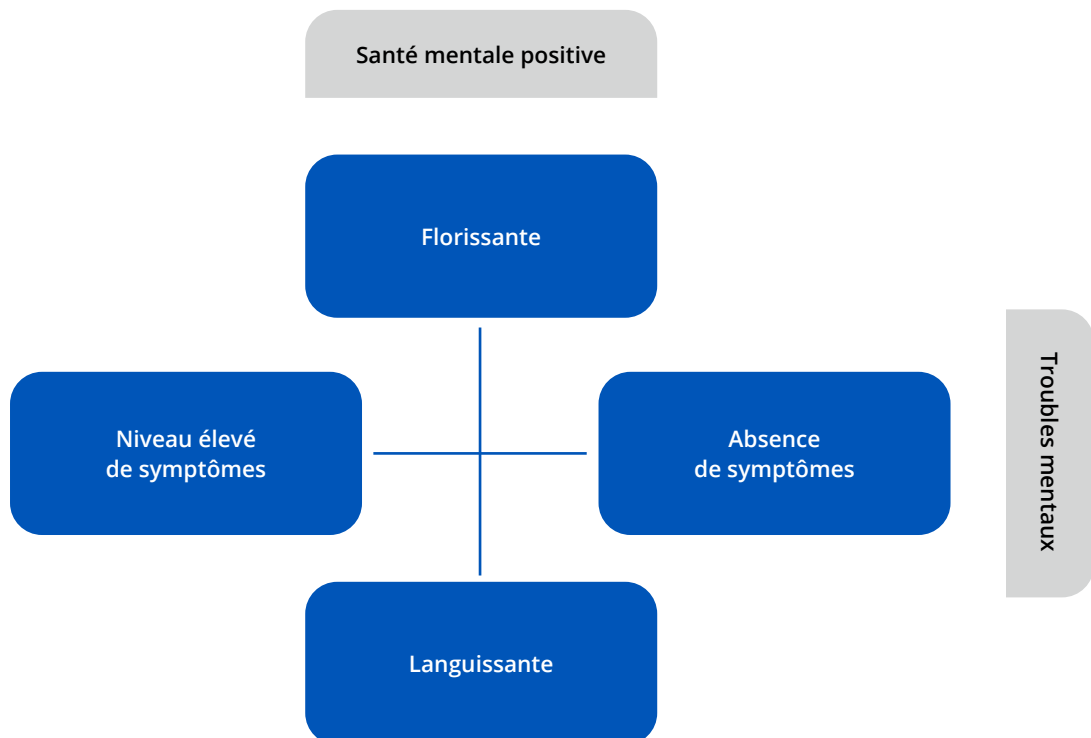 Santé mentale positive
Florissante
Niveau élevé
de symptômes
Absence
de symptômes
Troubles mentaux
Languissante